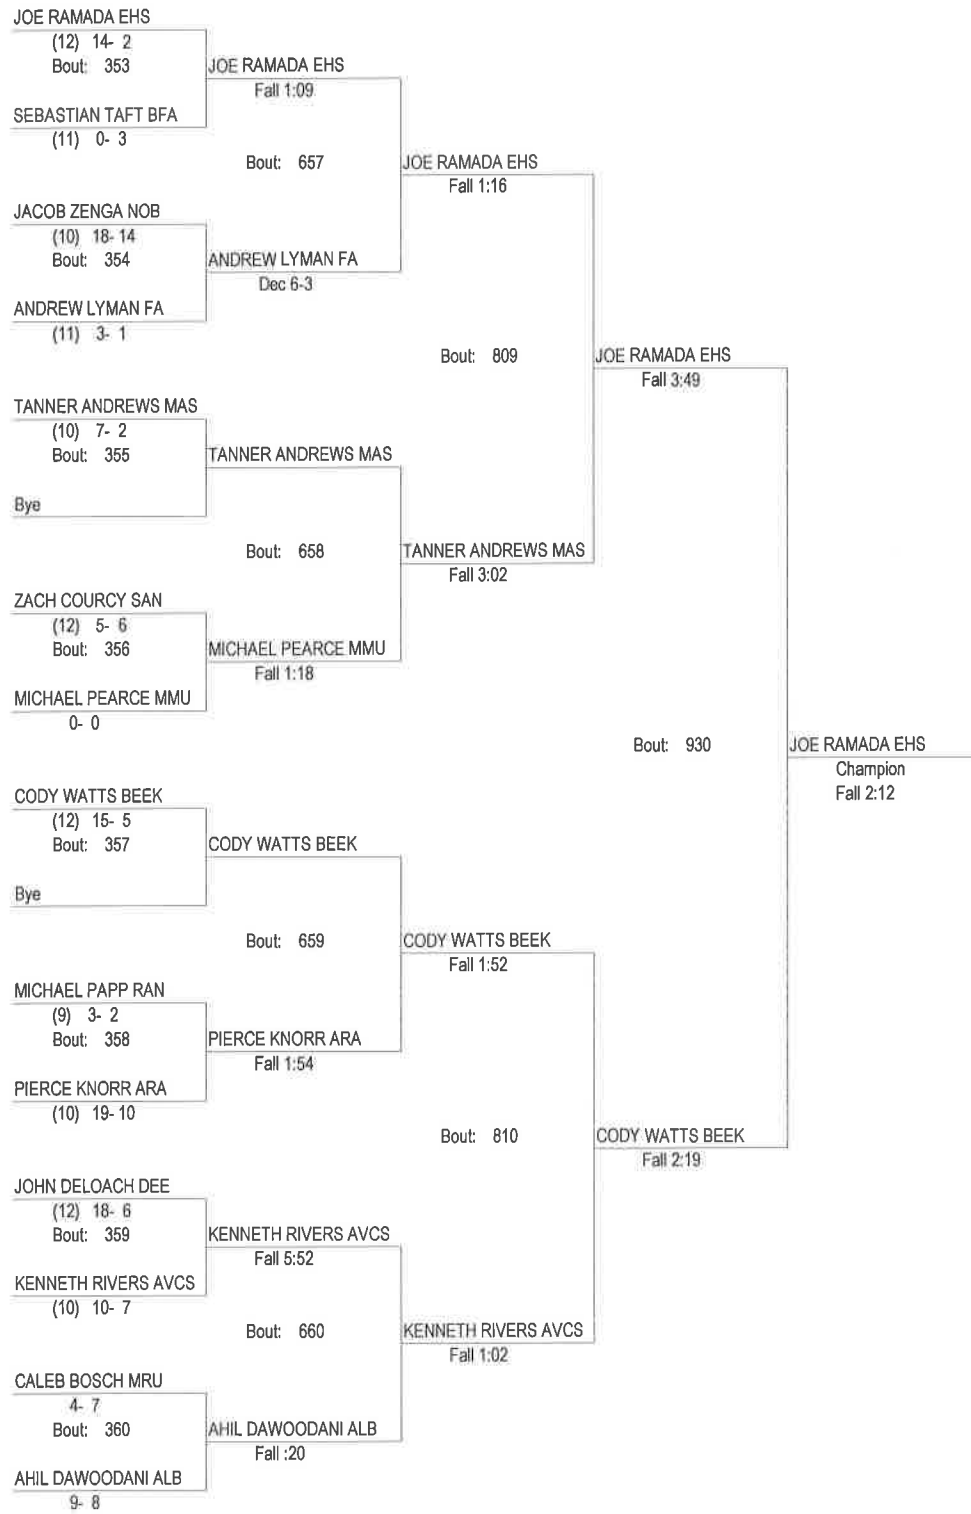 JOE RAMADA EHS
(12) 14- 2
Bout: 353
JOE RAMADA EHS
Fall 1:09
SEBASTIAN TAFT BFA
(11) 0- 3
Bout: 657
JOE RAMADA EHS
Fall 1:16
JACOB ZENGA NOB
(10) 18- 14
Bout: 354
ANDREW LYMAN FA
Dec 6-3
ANDREW LYMAN FA
(11) 3- 1
Bout: 809
JOE RAMADA EHS
Fall 3:49
TANNER ANDREWS MAS
(10) 7- 2
Bout: 355
TANNER ANDREWS MAS
Bye
Bout: 658
TANNER ANDREWS MAS
Fall 3:02
ZACH COURCY SAN
(12) 5- 6
Bout: 356
MICHAEL PEARCE MMU
Fall 1:18
MICHAEL PEARCE MMU
0- 0
Bout: 930
JOE RAMADA EHS
Champion
Fall 2:12
CODY WATTS BEEK
(12) 15- 5
Bout: 357
CODY WATTS BEEK
Bye
Bout: 659
CODY WATTS BEEK
Fall 1:52
MICHAEL PAPP RAN
(9) 3- 2
Bout: 358
PIERCE KNORR ARA
Fall 1:54
PIERCE KNORR ARA
(10) 19- 10
Bout: 810
CODY WATTS BEEK
Fall 2:19
JOHN DELOACH DEE
(12) 18- 6
Bout: 359
KENNETH RIVERS AVCS
Fall 5:52
KENNETH RIVERS AVCS
(10) 10- 7
Bout: 660
KENNETH RIVERS AVCS
Fall 1:02
CALEB BOSCH MRU
4- 7
Bout: 360
AHIL DAWOODANI ALB
Fall :20
AHIL DAWOODANI ALB
9- 8